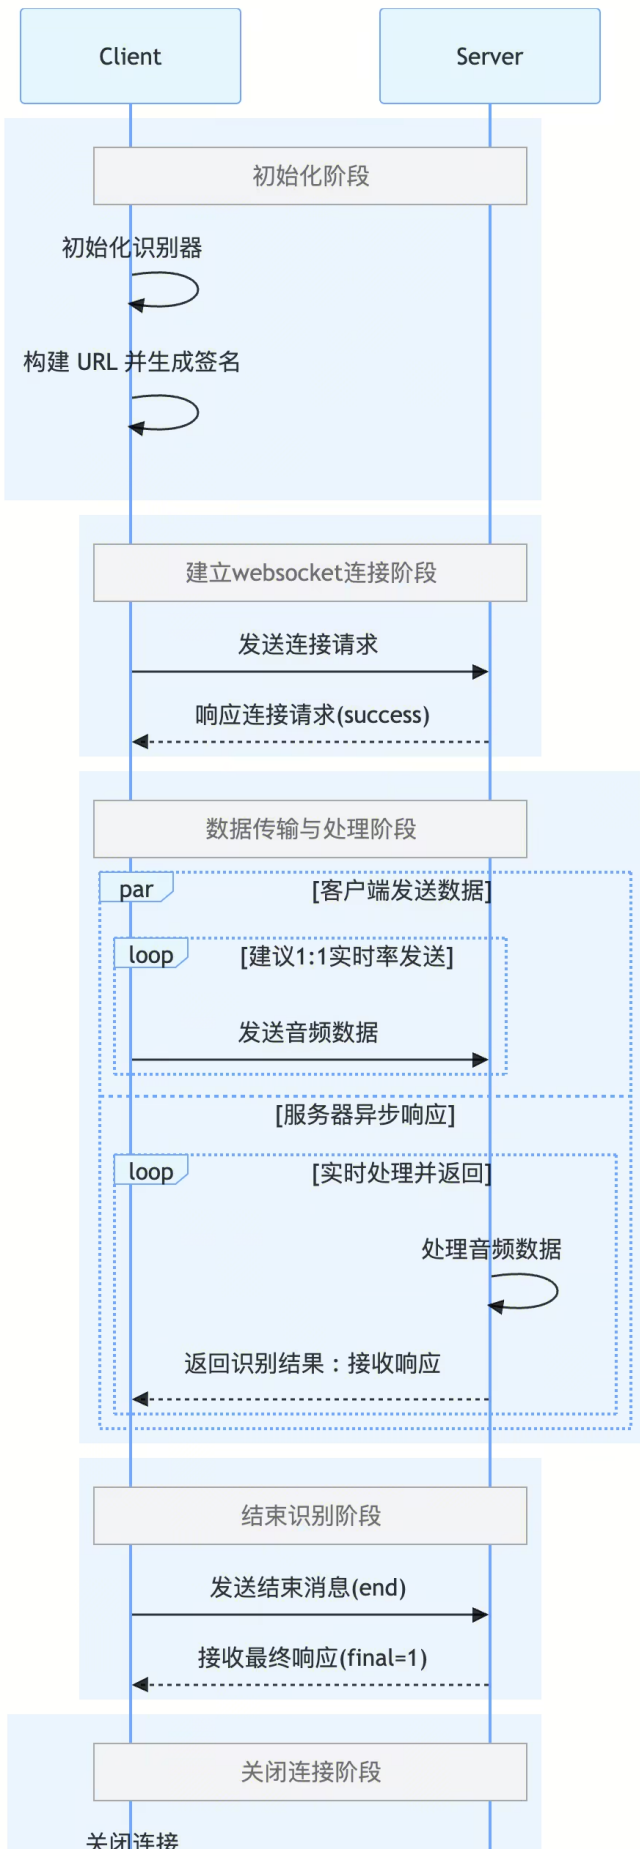 Client
Server
初始化阶段
初始化识别器
构建 URL 并生成签名
建立websocket连接阶段
发送连接请求
响应连接请求(success)
数据传输与处理阶段
par
[客户端发送数据]
loop
[建议1:1实时率发送]
发送音频数据
[服务器异步响应]
loop
[实时处理并返回]
处理音频数据
返回识别结果：接收响应
结束识别阶段
发送结束消息(end)
接收最终响应(final=1)
关闭连接阶段
关闭连接